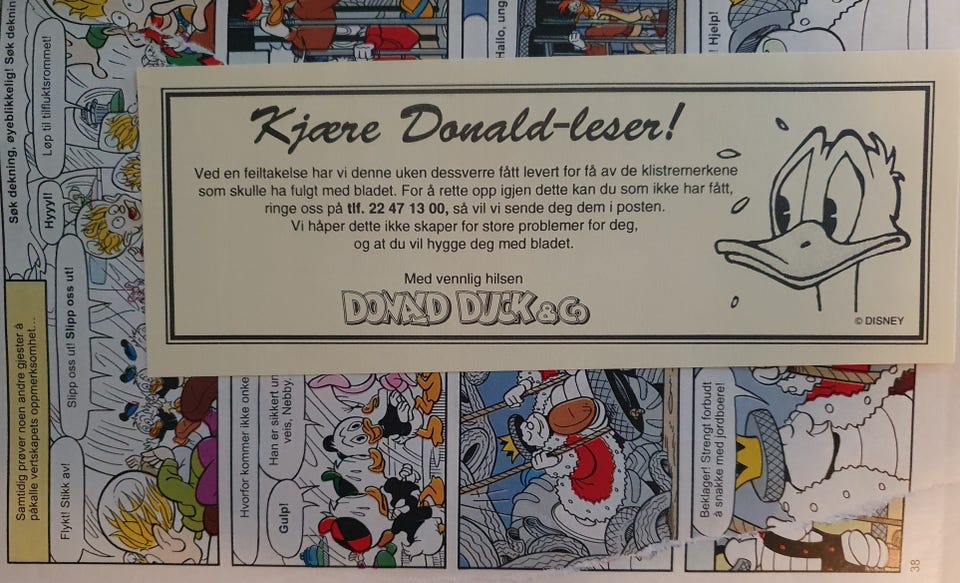 Kjære Donald-leser!
Ved en feiltakelse har vi denne uken dessverre fått levert for få av de klistremerkene
som skulle ha fulgt med bladet. For å rette opp igjen dette kan du som ikke har fått,
ringe oss på tlf. 22 47 13 00, så vil vi sende deg dem i posten.
Vi håper dette ikke skaper for store problemer for deg,
og at du vil hygge deg med bladet.
Med vennlig hilsen
DONALD DUCK & Co
© DISNEY
Søk dekning, øyeblikkelig! Søk
Løp til tilfluktsrommet!
Hyyyl!
Samtidig prøver noen andre gjester å
påkalle vertskapets oppmerksomhet...
Slipp oss ut! Slipp oss ut!
Flykt! Stikk av!
Hvorfor kommer ikke
Han er sikkert
veis, Nebby.
Gulp!
Hallo, ung
Hjelp!
Beklager! Strengt forbudt
å snakke med jordboere!
38